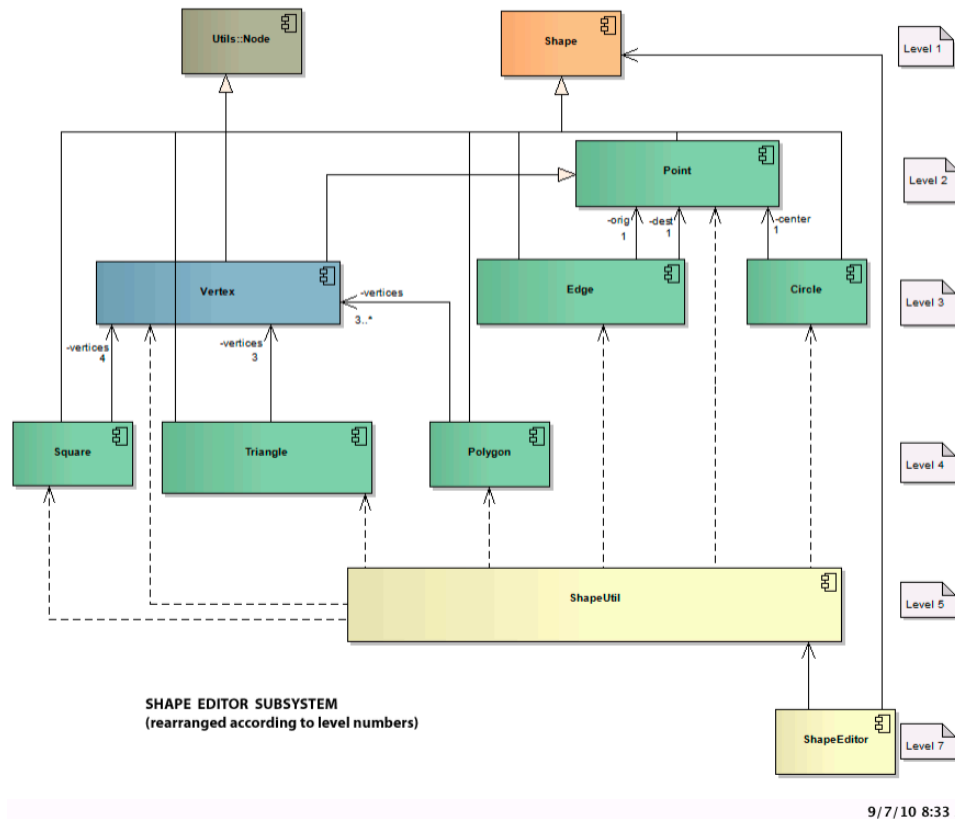 Utils::Node
Shape
Level 1
Point
Level 2
-orig
1
-dest
1
-center
1
Vertex
-vertices
3..*
Edge
Circle
Level 3
-vertices
4
-vertices
3
Square
Triangle
Polygon
Level 4
ShapeUtil
Level 5
SHAPE EDITOR SUBSYSTEM
(rearranged according to level numbers)
ShapeEditor
Level 7
9/7/10 8:33